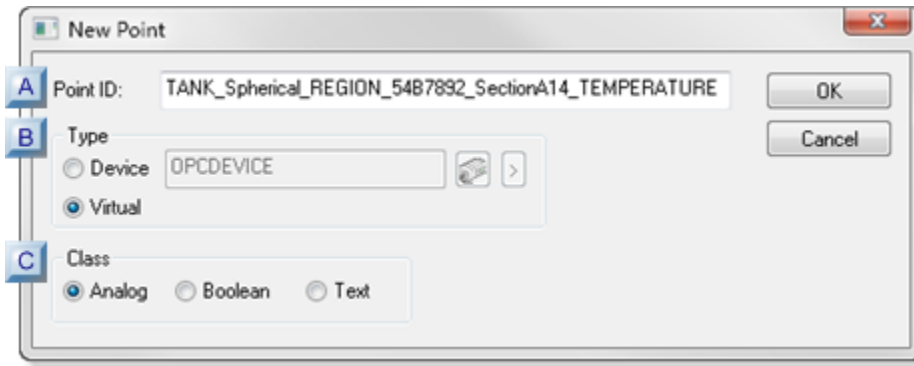 New Point
A Point ID: TANK_Spherical_REGION_54B7892_SectionA14_TEMPERATURE OK
B Type Cancel
Device OPCDEVICE >
Virtual
C Class
Analog Boolean Text